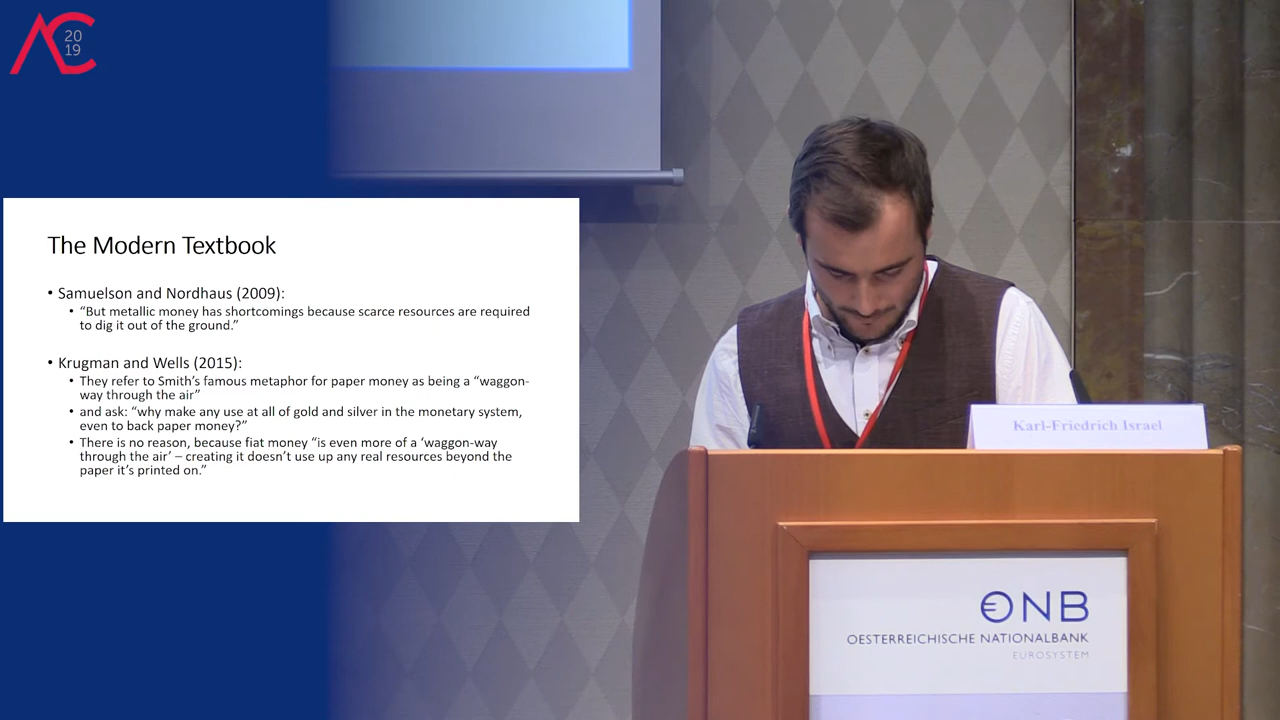 AC
20
19
The Modern Textbook
• Samuelson and Nordhaus (2009):
• “But metallic money has shortcomings because scarce resources are required
to dig it out of the ground.”
• Krugman and Wells (2015):
• They refer to Smith’s famous metaphor for paper money as being a “waggon-
way through the air”
• and ask: “why make any use at all of gold and silver in the monetary system,
even to back paper money?”
• There is no reason, because fiat money “is even more of a ‘waggon-way
through the air’ – creating it doesn’t use up any real resources beyond the
paper it’s printed on.”
Karl-Friedrich Israel
€NB
OESTERREICHISCHE NATIONALBANK
EUROSYSTEM